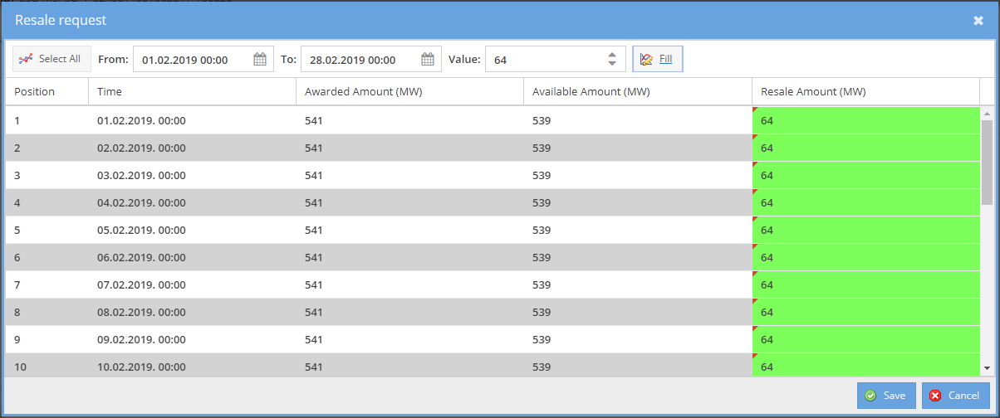 Resale request
Select All From: 01.02.2019 00:00 To: 28.02.2019 00:00 Value: 64 Fill
Position Time Awarded Amount (MW) Available Amount (MW) Resale Amount (MW)
1 01.02.2019. 00:00 541 539 64
2 02.02.2019. 00:00 541 539 64
3 03.02.2019. 00:00 541 539 64
4 04.02.2019. 00:00 541 539 64
5 05.02.2019. 00:00 541 539 64
6 06.02.2019. 00:00 541 539 64
7 07.02.2019. 00:00 541 539 64
8 08.02.2019. 00:00 541 539 64
9 09.02.2019. 00:00 541 539 64
10 10.02.2019. 00:00 541 539 64
Save Cancel